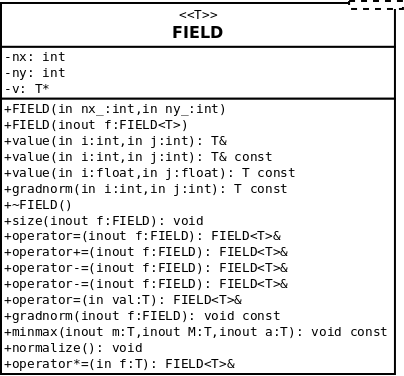 <<T>>
FIELD
-nx: int
-ny: int
-v: T*
+FIELD(in nx_:int,in ny_:int)
+FIELD(inout f:FIELD<T>)
+value(in i:int,in j:int): T&
+value(in i:int,in j:int): T& const
+value(in i:float,in j:float): T const
+gradnorm(in i:int,in j:int): T const
+~FIELD()
+size(inout f:FIELD): void
+operator=(inout f:FIELD): FIELD<T>&
+operator+=(inout f:FIELD): FIELD<T>&
+operator-=(inout f:FIELD): FIELD<T>&
+operator-=(inout f:FIELD): FIELD<T>&
+operator=(in val:T): FIELD<T>&
+gradnorm(inout f:FIELD): void const
+minmax(inout m:T,inout M:T,inout a:T): void const
+normalize(): void
+operator*=(in f:T): FIELD<T>&